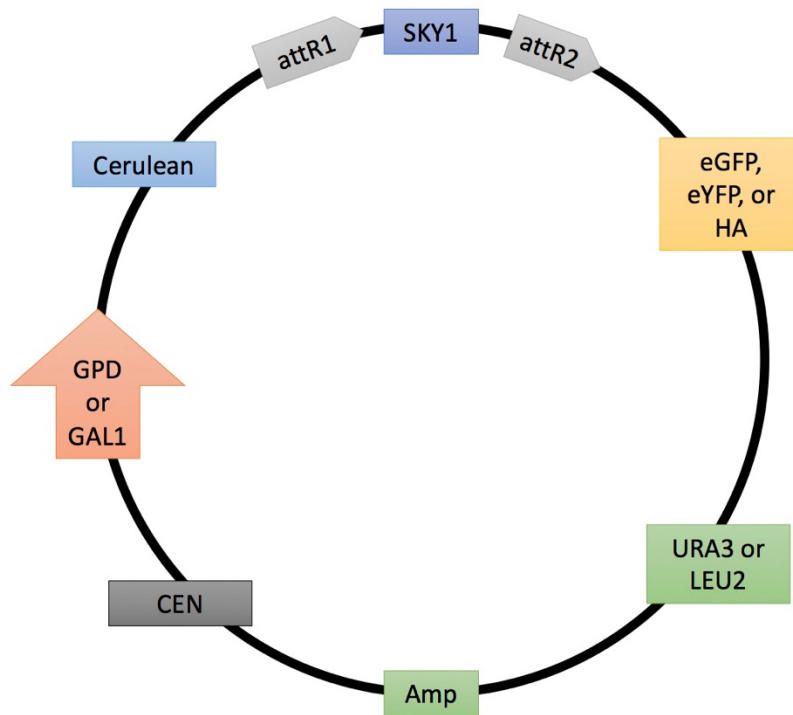 attR1
SKY1
attR2
Cerulean
eGFP,
eYFP, or
HA
GPD
or
GAL1
URA3 or
LEU2
CEN
Amp